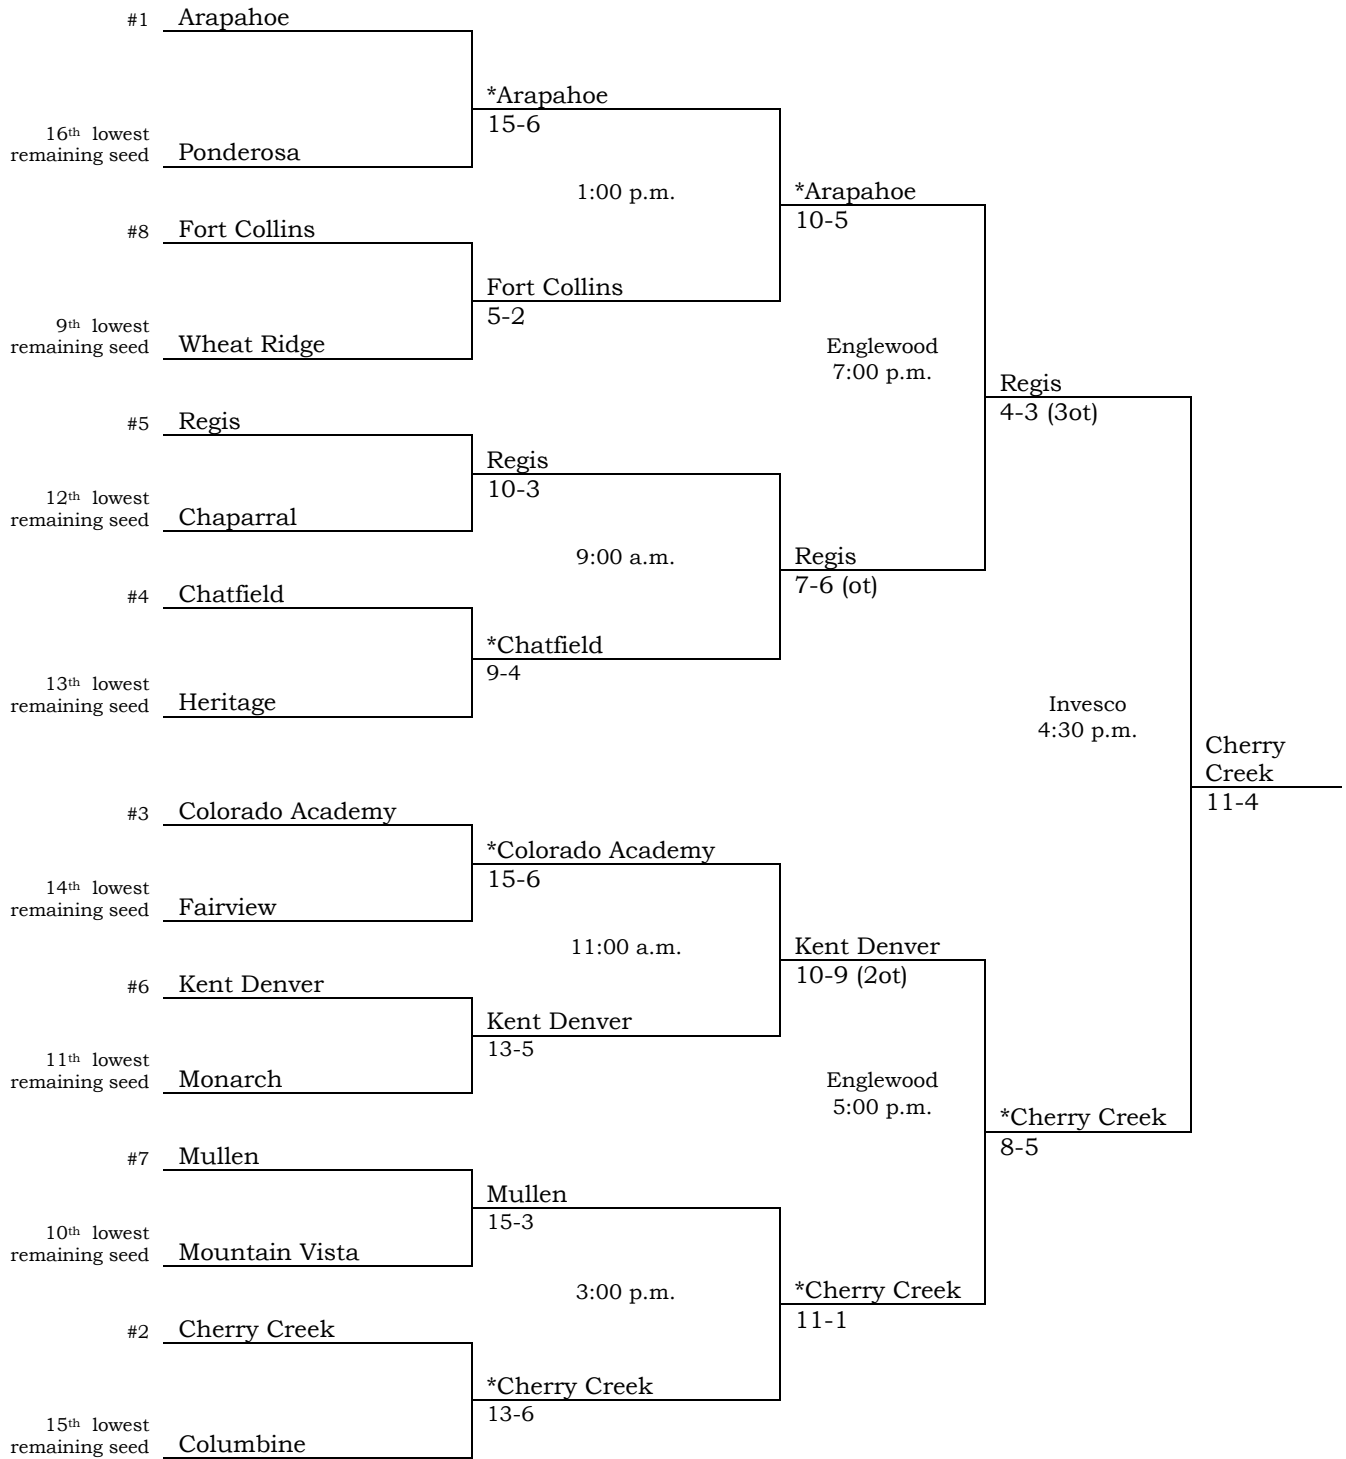 #1 Arapahoe
*Arapahoe
15-6
16th lowest
remaining seed Ponderosa
1:00 p.m.
*Arapahoe
10-5
#8 Fort Collins
Fort Collins
5-2
9th lowest
remaining seed Wheat Ridge
Englewood
7:00 p.m.
Regis
4-3 (3ot)
#5 Regis
Regis
10-3
12th lowest
remaining seed Chaparral
9:00 a.m.
Regis
7-6 (ot)
#4 Chatfield
*Chatfield
9-4
13th lowest
remaining seed Heritage
Invesco
4:30 p.m.
Cherry
Creek
11-4
#3 Colorado Academy
*Colorado Academy
15-6
14th lowest
remaining seed Fairview
11:00 a.m.
Kent Denver
10-9 (2ot)
#6 Kent Denver
Kent Denver
13-5
11th lowest
remaining seed Monarch
Englewood
5:00 p.m.
*Cherry Creek
8-5
#7 Mullen
Mullen
15-3
10th lowest
remaining seed Mountain Vista
3:00 p.m.
*Cherry Creek
11-1
#2 Cherry Creek
*Cherry Creek
13-6
15th lowest
remaining seed Columbine